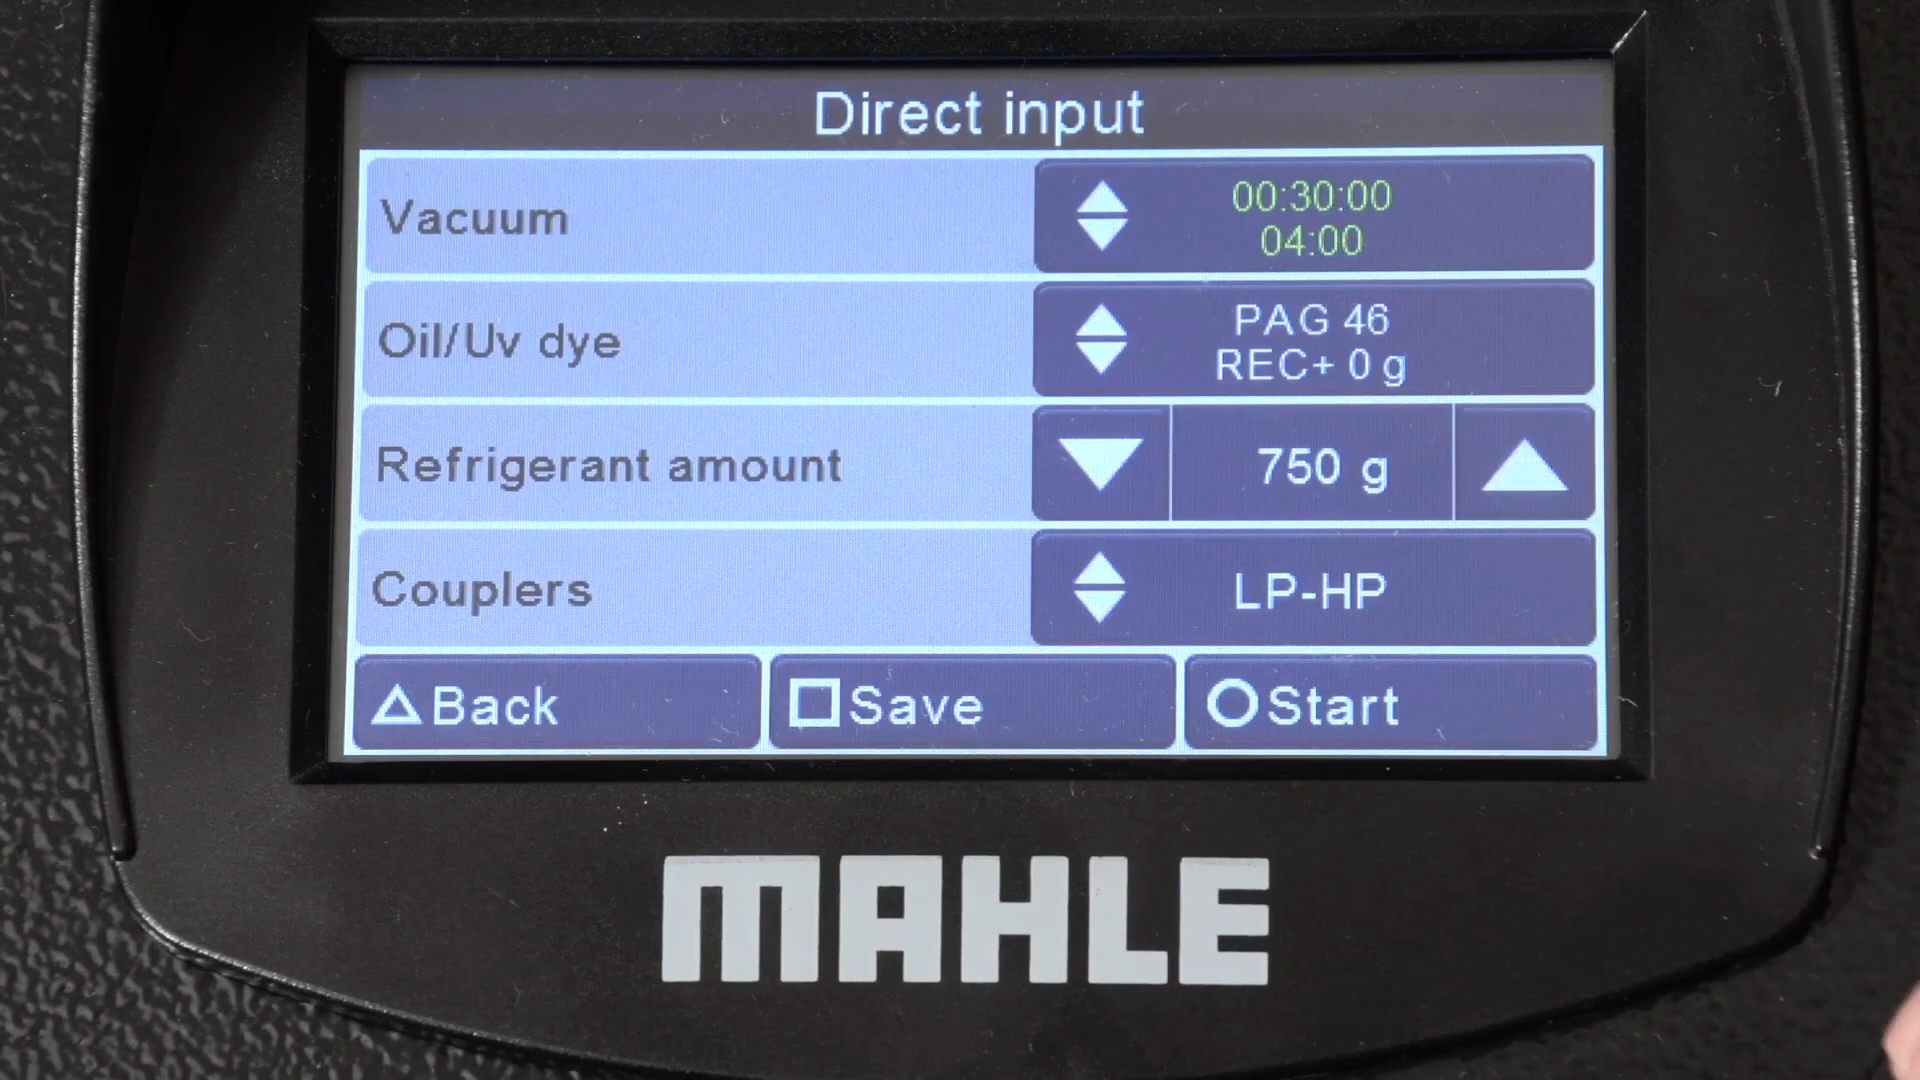 Direct input
Vacuum
00:30:00
04:00
Oil/Uv dye
PAG 46
REC+ 0 g
Refrigerant amount
750 g
Couplers
LP-HP
Back
Save
Start
MAHLE